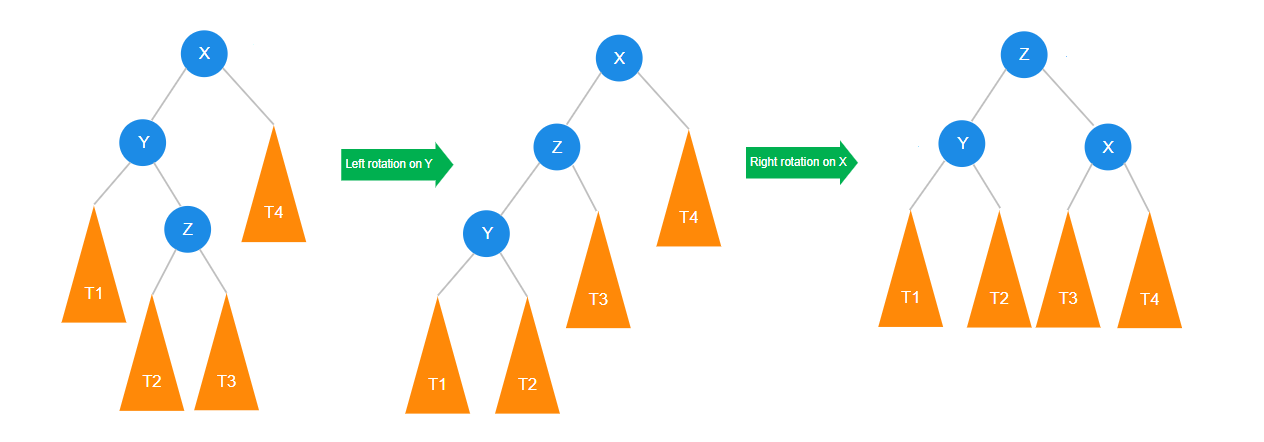 X
Y
Z
T1
T2
T3
T4
Left rotation on Y
X
Z
Y
T1
T2
T3
T4
Right rotation on X
Z
Y
X
T1
T2
T3
T4